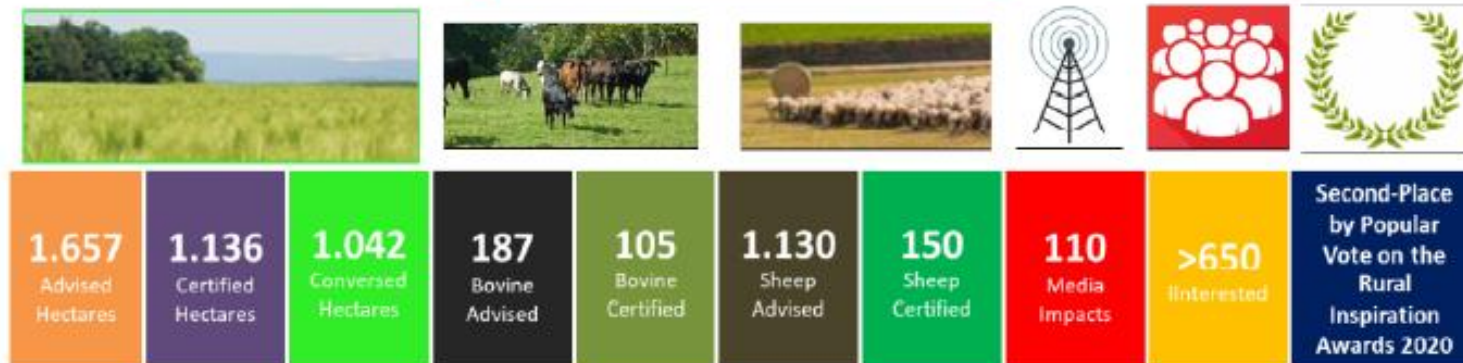 1.657
Advised
Hectares
1.136
Certified
Hectares
1.042
Conversed
Hectares
187
Bovine
Advised
105
Bovine
Certified
1.130
Sheep
Advised
150
Sheep
Certified
110
Media
Impacts
>650
IInterested
Second-Place
by Popular
Vote on the
Rural
Inspiration
Awards 2020